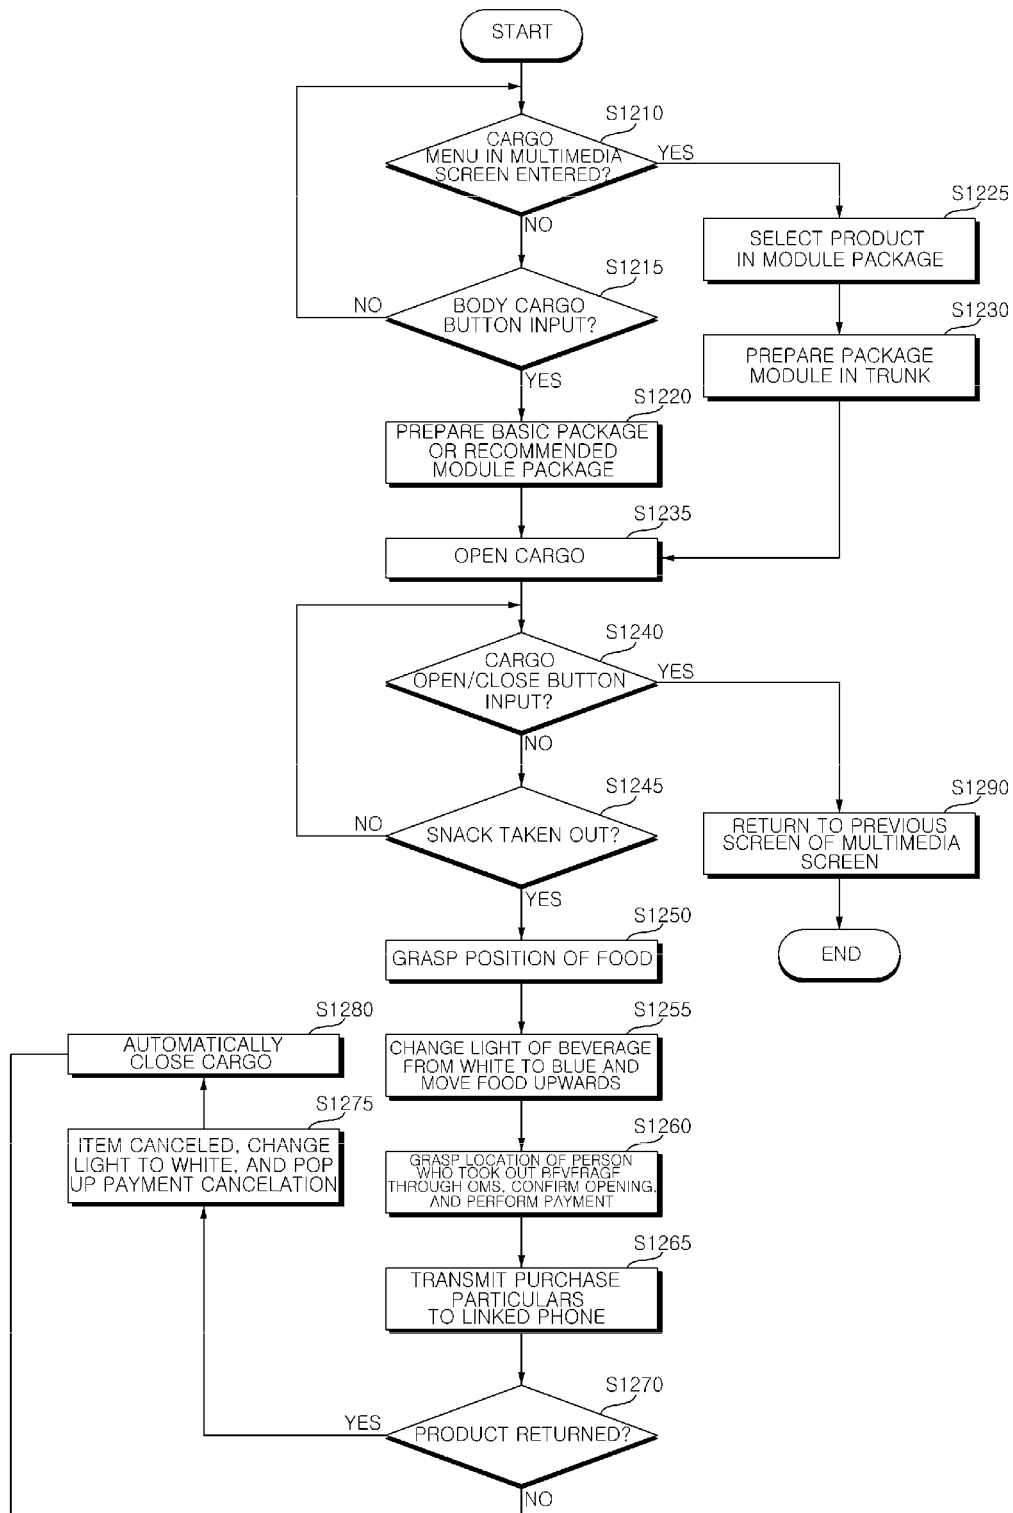 START
S1210
CARGO
MENU IN MULTIMEDIA
SCREEN ENTERED?
YES
NO
S1225
SELECT PRODUCT
IN MODULE PACKAGE
S1215
BODY CARGO
BUTTON INPUT?
NO
YES
S1230
PREPARE PACKAGE
MODULE IN TRUNK
S1220
PREPARE BASIC PACKAGE
OR RECOMMENDED
MODULE PACKAGE
S1235
OPEN CARGO
S1240
CARGO
OPEN/CLOSE BUTTON
INPUT?
YES
NO
S1245
SNACK TAKEN OUT?
NO
YES
S1290
RETURN TO PREVIOUS
SCREEN OF MULTIMEDIA
SCREEN
END
S1250
GRASP POSITION OF FOOD
S1255
CHANGE LIGHT OF BEVERAGE
FROM WHITE TO BLUE AND
MOVE FOOD UPWARDS
S1280
AUTOMATICALLY
CLOSE CARGO
S1275
ITEM CANCELED, CHANGE
LIGHT TO WHITE, AND POP
UP PAYMENT CANCELATION
S1260
GRASP LOCATION OF PERSON
WHO TOOK OUT BEVERAGE
THROUGH OMS, CONFIRM OPENING,
AND PERFORM PAYMENT
S1265
TRANSMIT PURCHASE
PARTICULARS
TO LINKED PHONE
S1270
PRODUCT RETURNED?
YES
NO